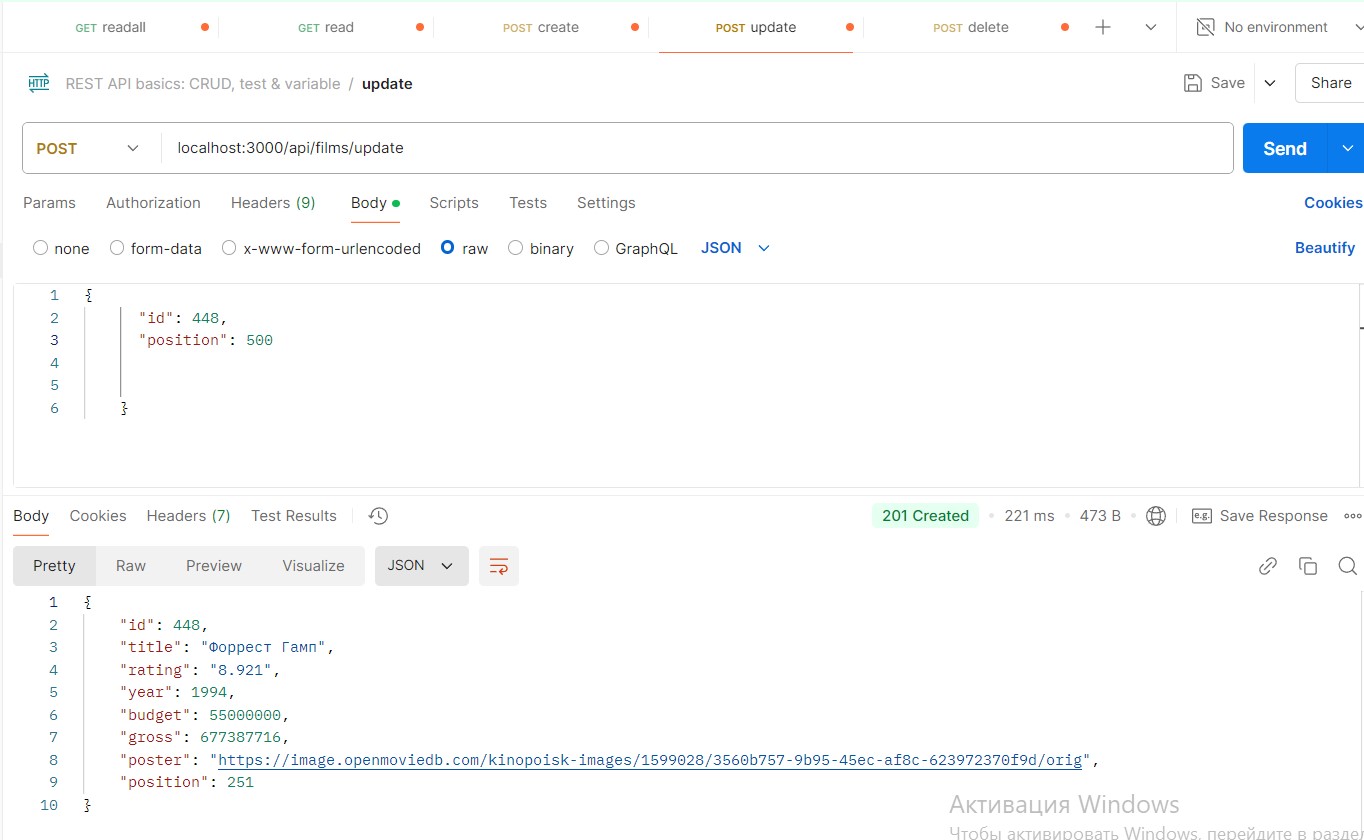 GET readall GET read POST create POST update POST delete No environment
HTTP REST API basics: CRUD, test & variable / update Save Share
POST localhost:3000/api/films/update Send
Params Authorization Headers (9) Body Scripts Tests Settings Cookies
none form-data x-www-form-urlencoded raw binary GraphQL JSON Beautify
1 {
2 "id": 448,
3 "position": 500
4
5
6 }
Body Cookies Headers (7) Test Results 201 Created 221 ms 473 B e.g. Save Response
Pretty Raw Preview Visualize JSON
1 {
2 "id": 448,
3 "title": "Форрест Гамп",
4 "rating": "8.921",
5 "year": 1994,
6 "budget": 55000000,
7 "gross": 677387716,
8 "poster": "https://image.openmoviedb.com/kinopoisk-images/1599028/3560b757-9b95-45ec-af8c-623972370f9d/orig",
9 "position": 251
10 }
Активация Windows
Чтобы активировать Windows, перейдите в разде